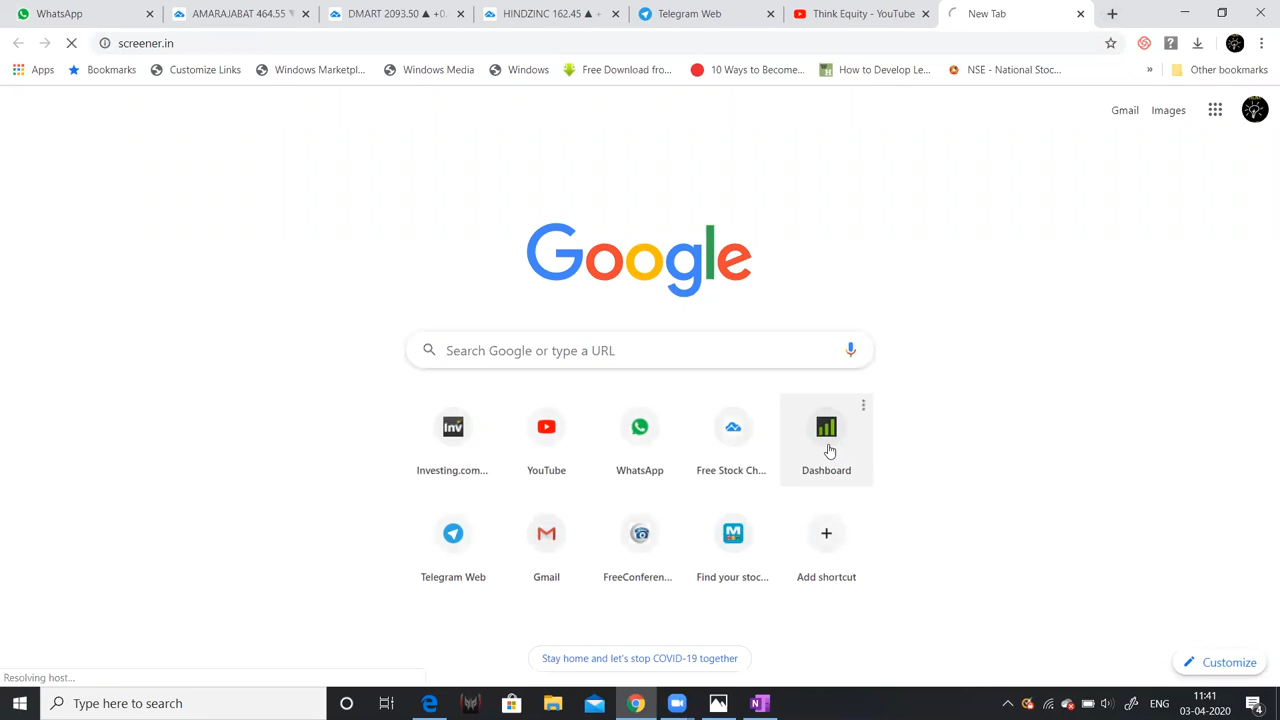 WhatsApp
AMARAJABAT 464.55 ▼
DMART 2093.50 ▲ +0.
HINDZINC 162.45 ▲ +
Telegram Web
Think Equity - YouTube
New Tab
screener.in
Apps
Bookmarks
Customize Links
Windows Marketpl...
Windows Media
Windows
Free Download fro...
10 Ways to Become...
How to Develop Le...
NSE - National Stoc...
»
Other bookmarks
Gmail
Images
Google
Search Google or type a URL
Inv
Investing.com...
YouTube
WhatsApp
Free Stock Ch...
Dashboard
Telegram Web
Gmail
FreeConferen...
Find your stoc...
Add shortcut
Stay home and let's stop COVID-19 together
Customize
Resolving host...
Type here to search
ENG
11:41
03-04-2020
4